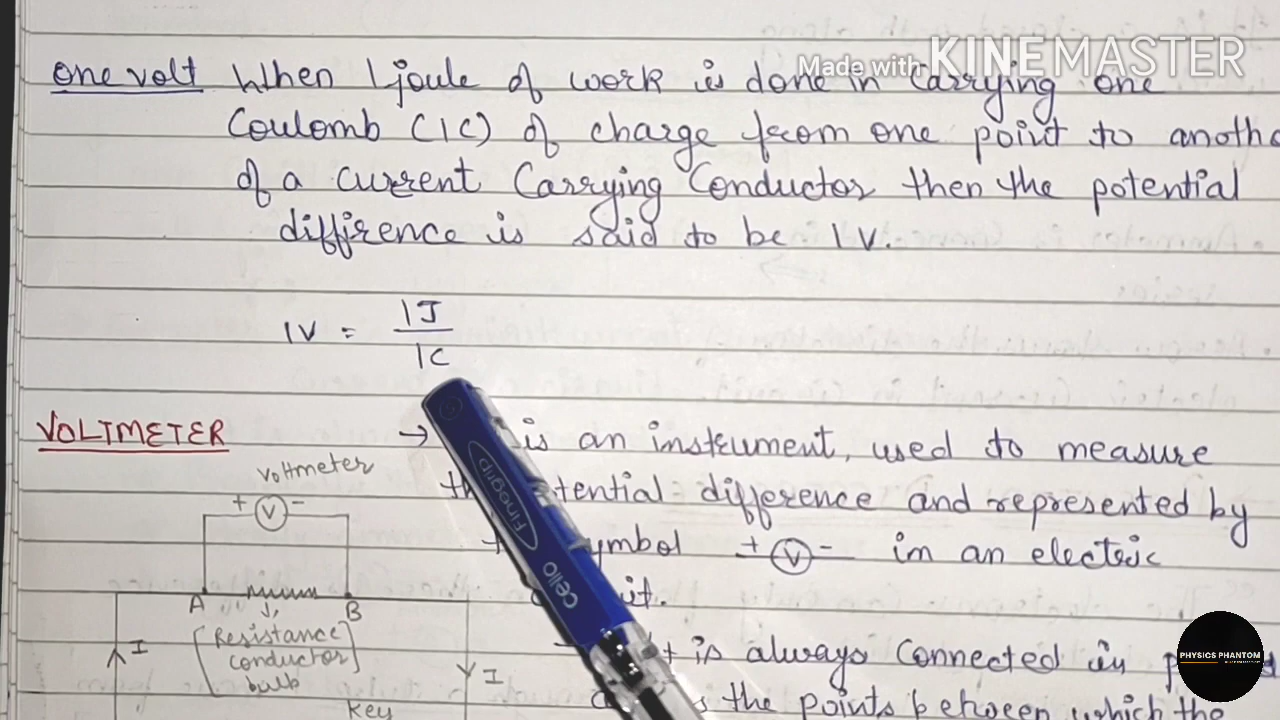 Made with KINEMASTER
one volt When 1 joule of work is done in Carrying one
Coulomb (1C) of charge from one point to anothe
of a current Carrying Conductor then the potential
diffirence is said to be 1V.
1V = 1J
1C
VOLTMETER → is an instrument, used to measure
voltmeter
tential difference and represented by
+ V -
ymbol + V - in an electric
A B
it.
[Resistance
conductor]
bulb
I
I
t is always Connected in
the points between which the
key
Finogrip
cello
PHYSICS PHANTOM